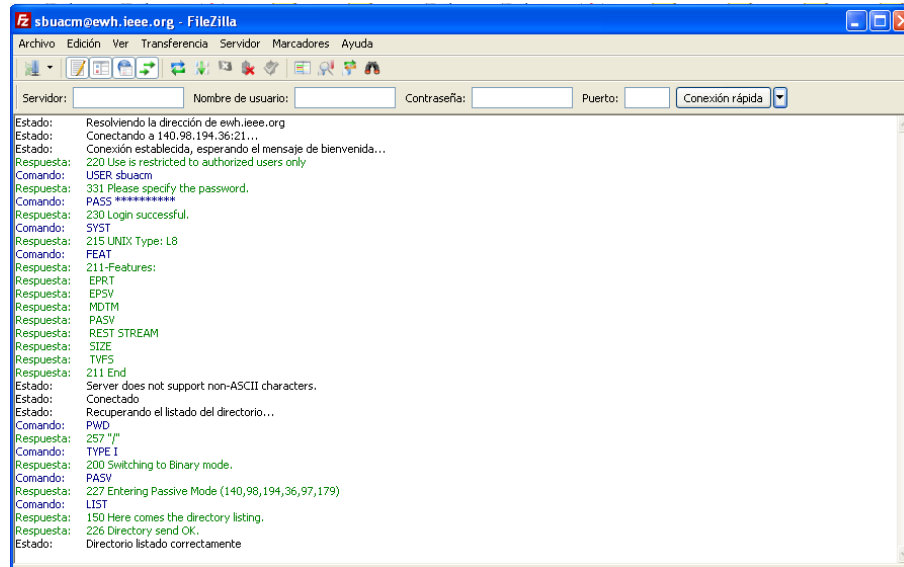 sbuacm@ewh.ieee.org - FileZilla
Archivo Edición Ver Transferencia Servidor Marcadores Ayuda
Servidor: Nombre de usuario: Contraseña: Puerto: Conexión rápida
Estado: Resolviendo la dirección de ewh.ieee.org
Estado: Conectando a 140.98.194.36:21...
Estado: Conexión establecida, esperando el mensaje de bienvenida...
Respuesta: 220 Use is restricted to authorized users only
Comando: USER sbuacm
Respuesta: 331 Please specify the password.
Comando: PASS **********
Respuesta: 230 Login successful.
Comando: SYST
Respuesta: 215 UNIX Type: L8
Comando: FEAT
Respuesta: 211-Features:
Respuesta: EPRT
Respuesta: EPSV
Respuesta: MDTM
Respuesta: PASV
Respuesta: REST STREAM
Respuesta: SIZE
Respuesta: TVFS
Respuesta: 211 End
Estado: Server does not support non-ASCII characters.
Estado: Conectado
Estado: Recuperando el listado del directorio...
Comando: PWD
Respuesta: 257 "/"
Comando: TYPE I
Respuesta: 200 Switching to Binary mode.
Comando: PASV
Respuesta: 227 Entering Passive Mode (140,98,194,36,97,179)
Comando: LIST
Respuesta: 150 Here comes the directory listing.
Respuesta: 226 Directory send OK.
Estado: Directorio listado correctamente